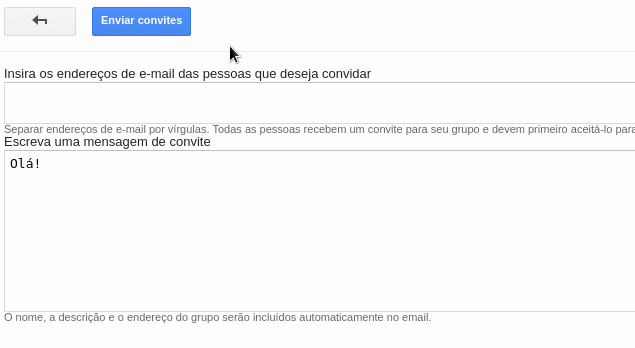 Enviar convites
Insira os endereços de e-mail das pessoas que deseja convidar
Separar endereços de e-mail por vírgulas. Todas as pessoas recebem um convite para seu grupo e devem primeiro aceitá-lo para
Escreva uma mensagem de convite
Olá!
O nome, a descrição e o endereço do grupo serão incluídos automaticamente no email.